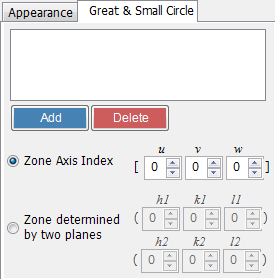 Appearance Great & Small Circle
Add Delete
u v w
Zone Axis Index [ 0 0 0 ]
h1 k1 l1
( 0 0 0 )
Zone determined
by two planes
h2 k2 l2
( 0 0 0 )